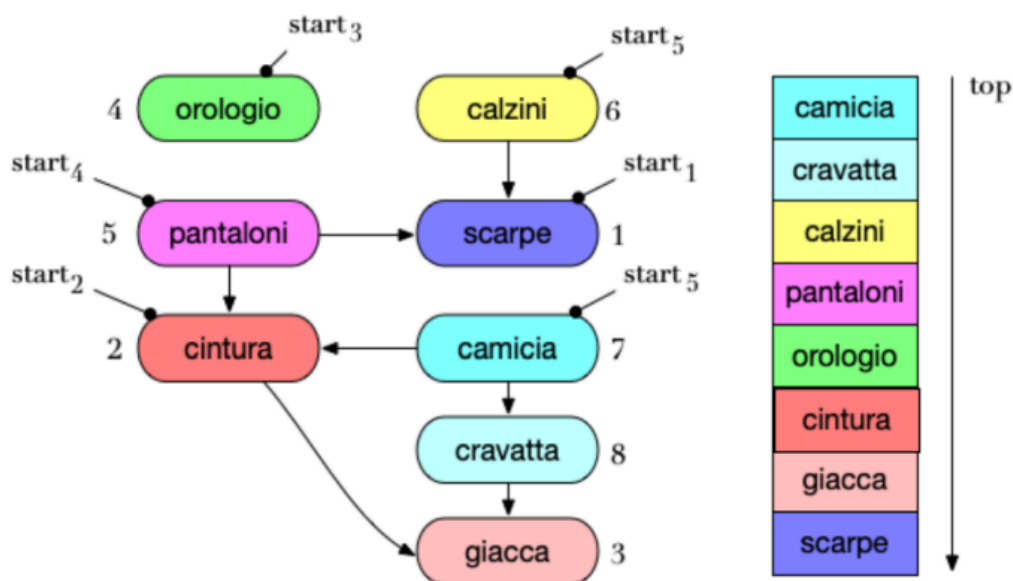 start3
start5
4 orologio
calzini 6
start4
start1
5 pantaloni
scarpe 1
start2
start5
2 cintura
camicia 7
cravatta 8
giacca 3
camicia
cravatta
calzini
pantaloni
orologio
cintura
giacca
scarpe
top